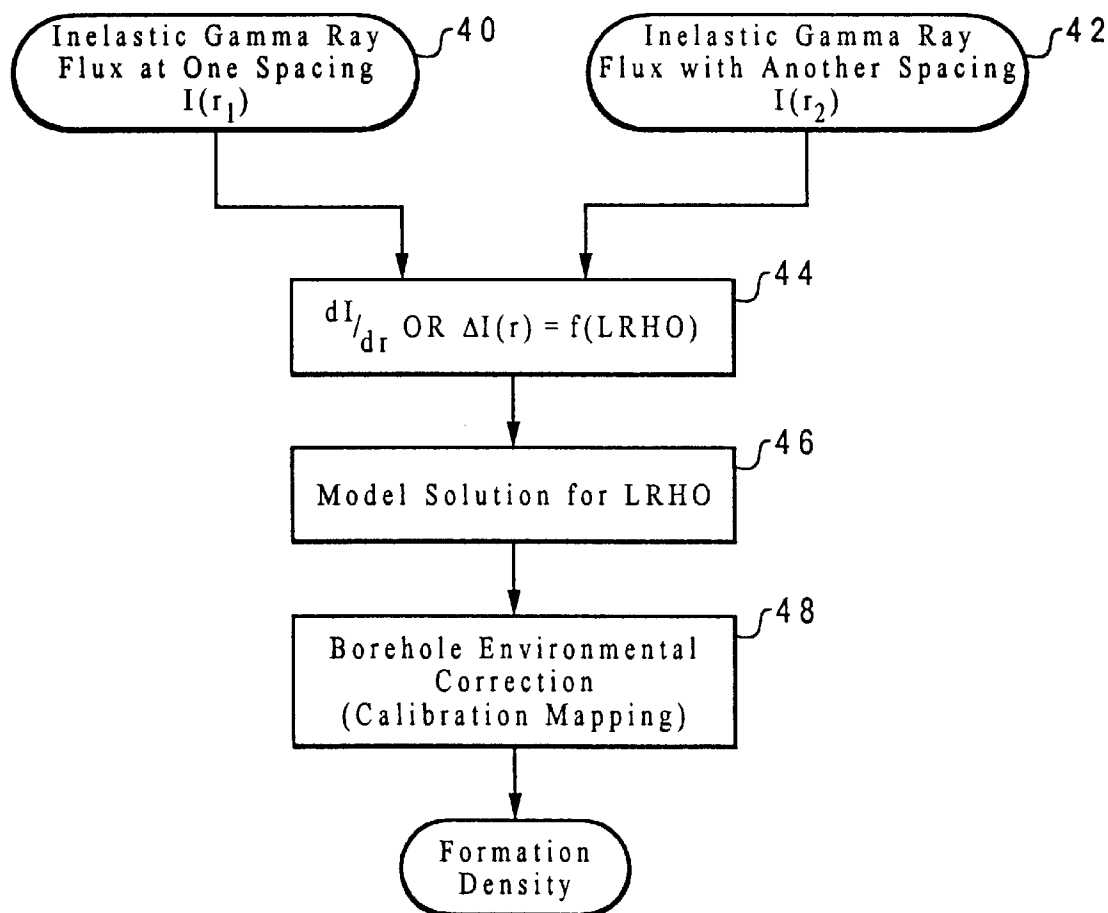 Inelastic Gamma Ray
Flux at One Spacing
I(r₁)
40
Inelastic Gamma Ray
Flux with Another Spacing
I(r₂)
42
dI/dr OR ΔI(r) = f(LRHO)
44
Model Solution for LRHO
46
Borehole Environmental
Correction
(Calibration Mapping)
48
Formation
Density